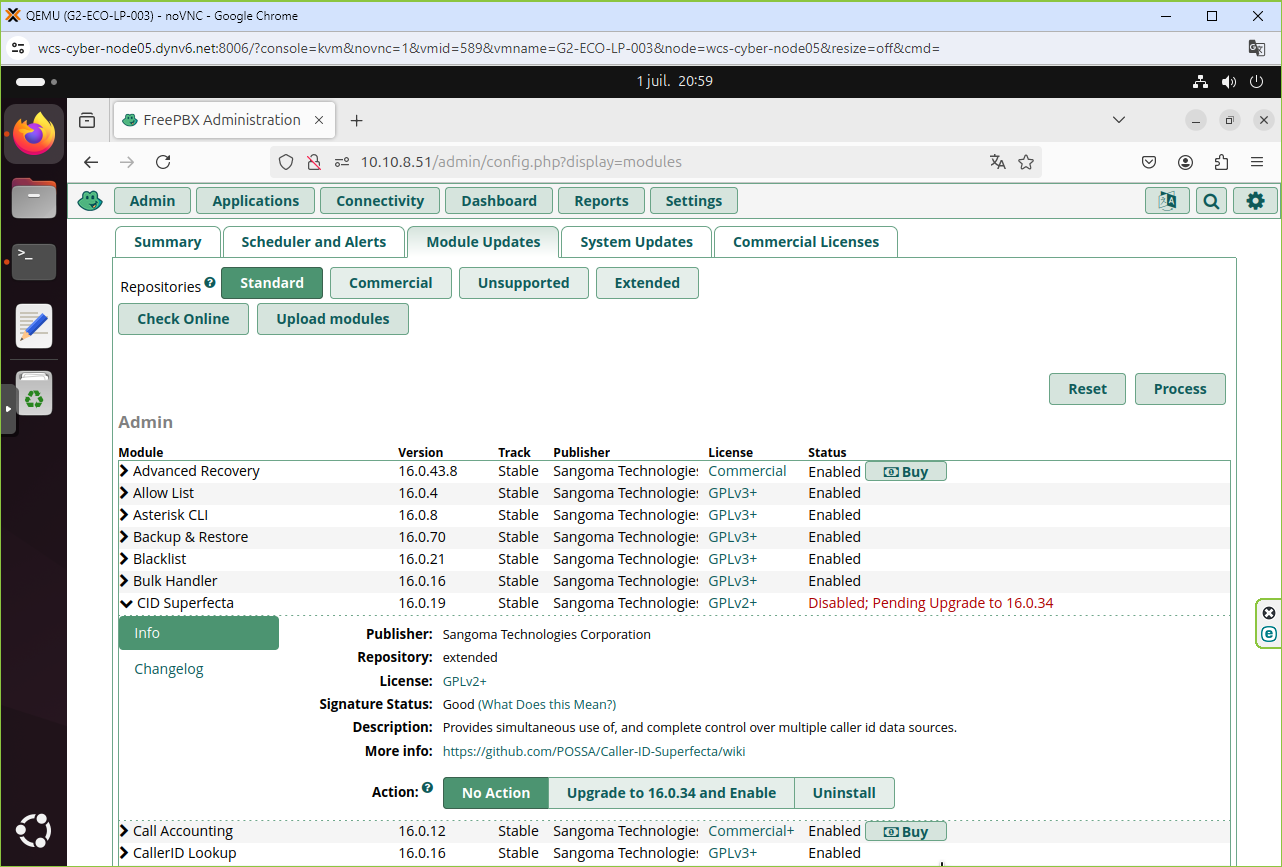 QEMU (G2-ECO-LP-003) - noVNC - Google Chrome
wcs-cyber-node05.dynv6.net:8006/?console=kvm&novnc=1&vmid=589&vmname=G2-ECO-LP-003&node=wcs-cyber-node05&resize=off&cmd=
1 juil. 20:59
FreePBX Administration
10.10.8.51/admin/config.php?display=modules
Admin Applications Connectivity Dashboard Reports Settings
Summary Scheduler and Alerts Module Updates System Updates Commercial Licenses
Repositories Standard Commercial Unsupported Extended
Check Online Upload modules
Reset Process
Admin
Module Version Track Publisher License Status
Advanced Recovery 16.0.43.8 Stable Sangoma Technologies Commercial Enabled Buy
Allow List 16.0.4 Stable Sangoma Technologies GPLv3+ Enabled
Asterisk CLI 16.0.8 Stable Sangoma Technologies GPLv3+ Enabled
Backup & Restore 16.0.70 Stable Sangoma Technologies GPLv3+ Enabled
Blacklist 16.0.21 Stable Sangoma Technologies GPLv3+ Enabled
Bulk Handler 16.0.16 Stable Sangoma Technologies GPLv3+ Enabled
CID Superfecta 16.0.19 Stable Sangoma Technologies GPLv2+ Disabled; Pending Upgrade to 16.0.34
Info
Changelog
Publisher: Sangoma Technologies Corporation
Repository: extended
License: GPLv2+
Signature Status: Good (What Does this Mean?)
Description: Provides simultaneous use of, and complete control over multiple caller id data sources.
More info: https://github.com/POSSA/Caller-ID-Superfecta/wiki
Action: No Action Upgrade to 16.0.34 and Enable Uninstall
Call Accounting 16.0.12 Stable Sangoma Technologies Commercial+ Enabled Buy
CallerID Lookup 16.0.16 Stable Sangoma Technologies GPLv3+ Enabled